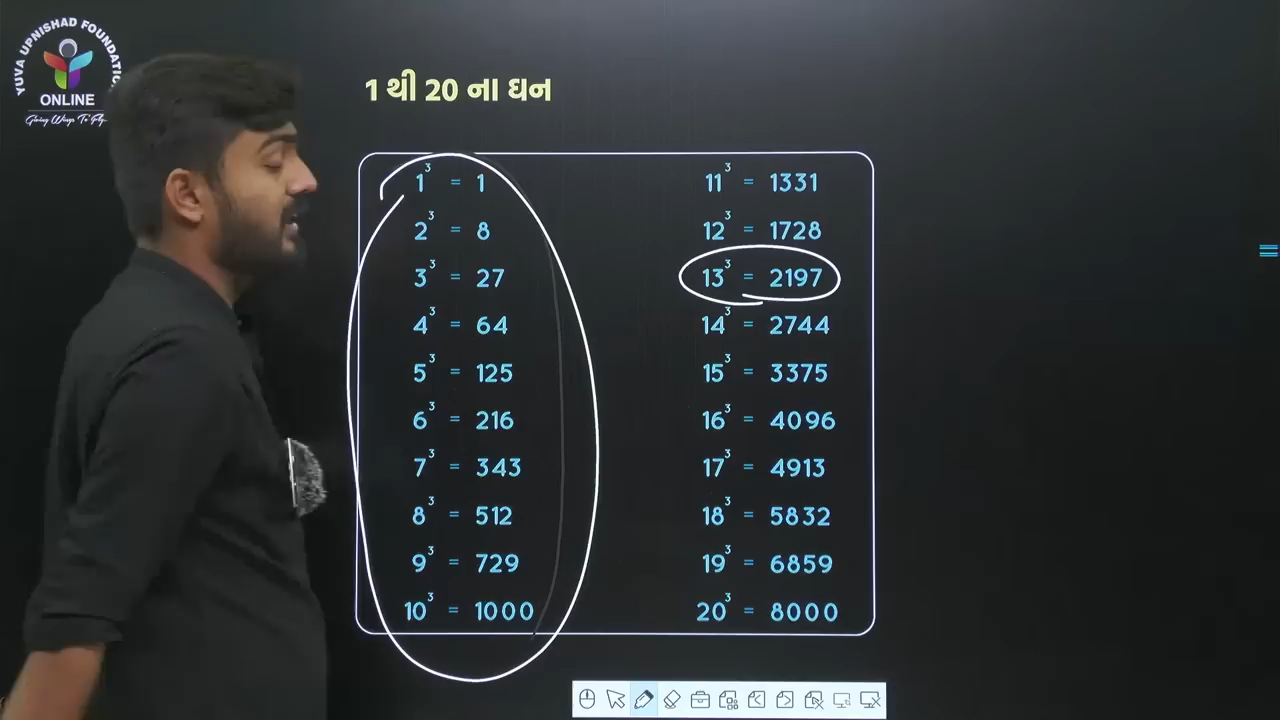 YUVA UPNISHAD FOUNDATION
ONLINE
Giving Wings To Fly
1 થી 20 ના ઘન
1³ = 1
2³ = 8
3³ = 27
4³ = 64
5³ = 125
6³ = 216
7³ = 343
8³ = 512
9³ = 729
10³ = 1000
11³ = 1331
12³ = 1728
13³ = 2197
14³ = 2744
15³ = 3375
16³ = 4096
17³ = 4913
18³ = 5832
19³ = 6859
20³ = 8000